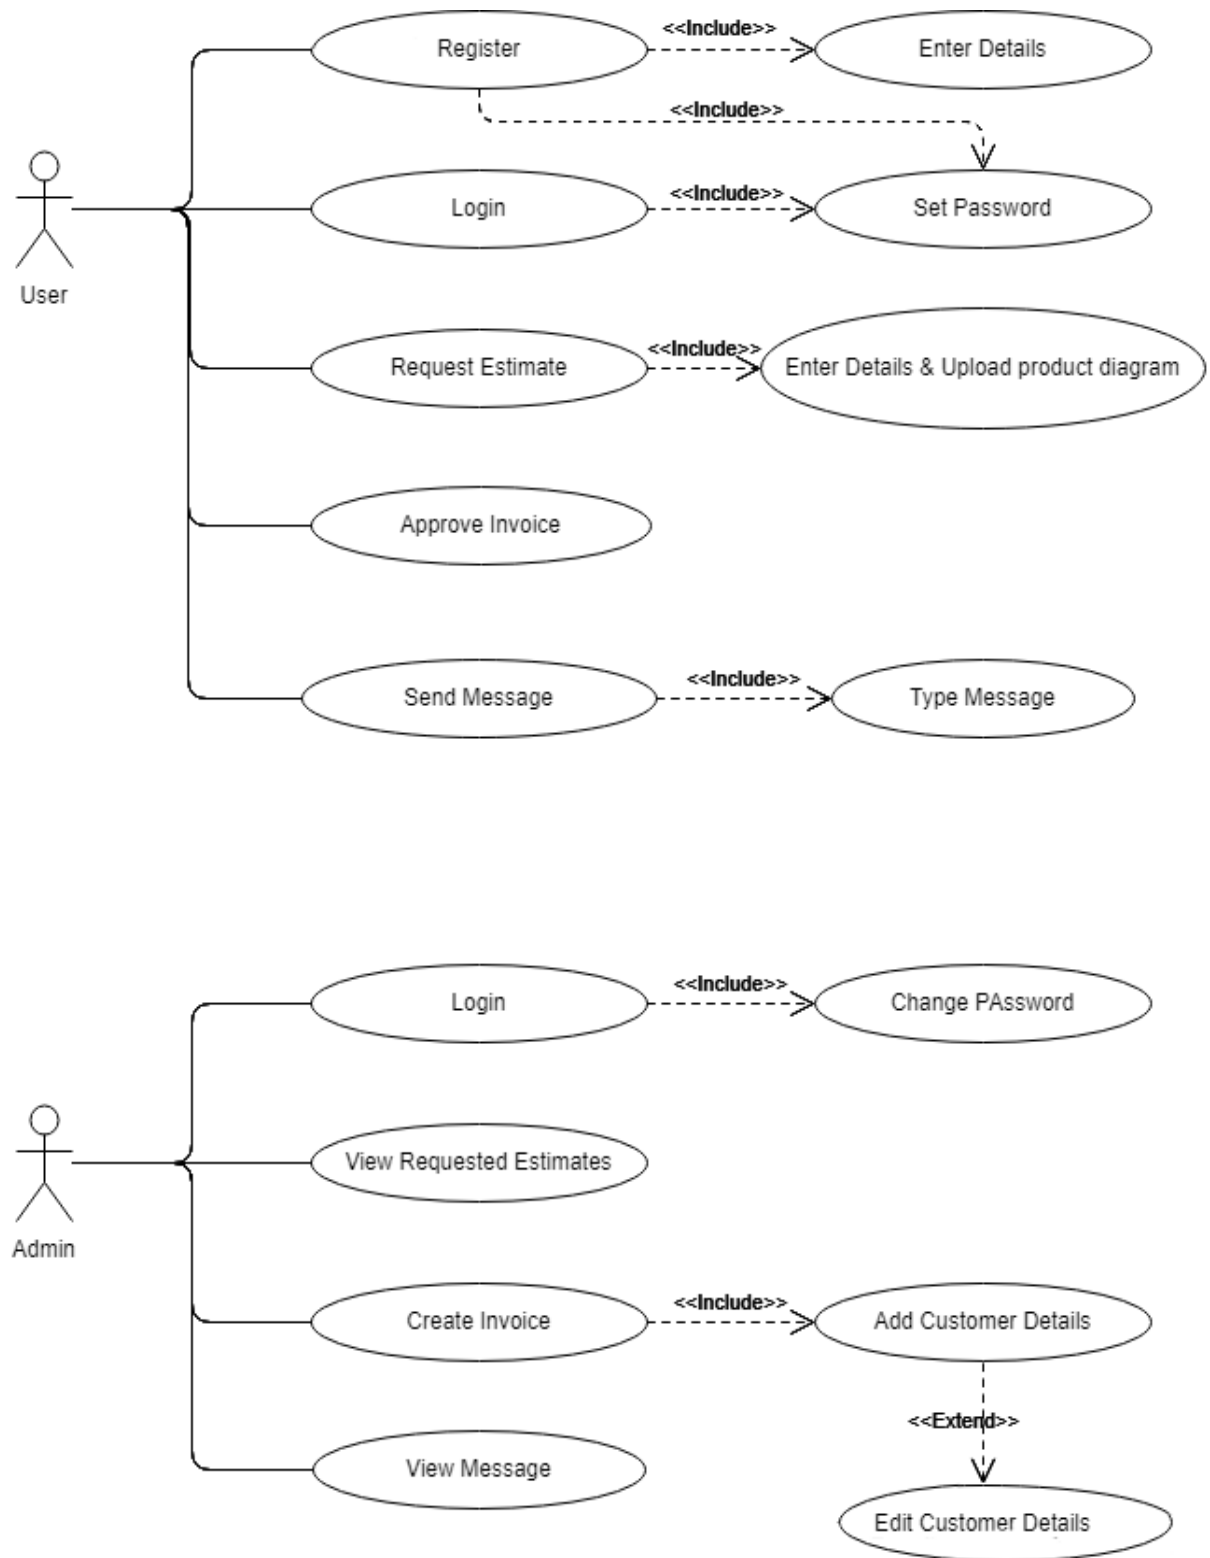 <<Include>>
Register
Enter Details
<<Include>>
<<Include>>
Login
Set Password
User
<<Include>>
Request Estimate
Enter Details & Upload product diagram
Approve Invoice
<<Include>>
Send Message
Type Message
<<Include>>
Login
Change PAssword
View Requested Estimates
Admin
<<Include>>
Create Invoice
Add Customer Details
<<Extend>>
View Message
Edit Customer Details